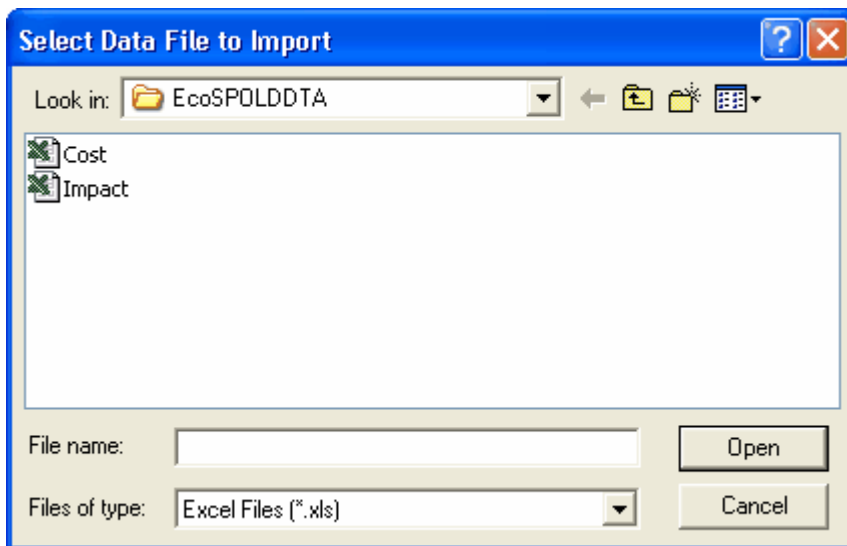 Select Data File to Import
?
Look in: EcoSPOLDDTA
Cost
Impact
File name:
Open
Files of type: Excel Files (*.xls)
Cancel